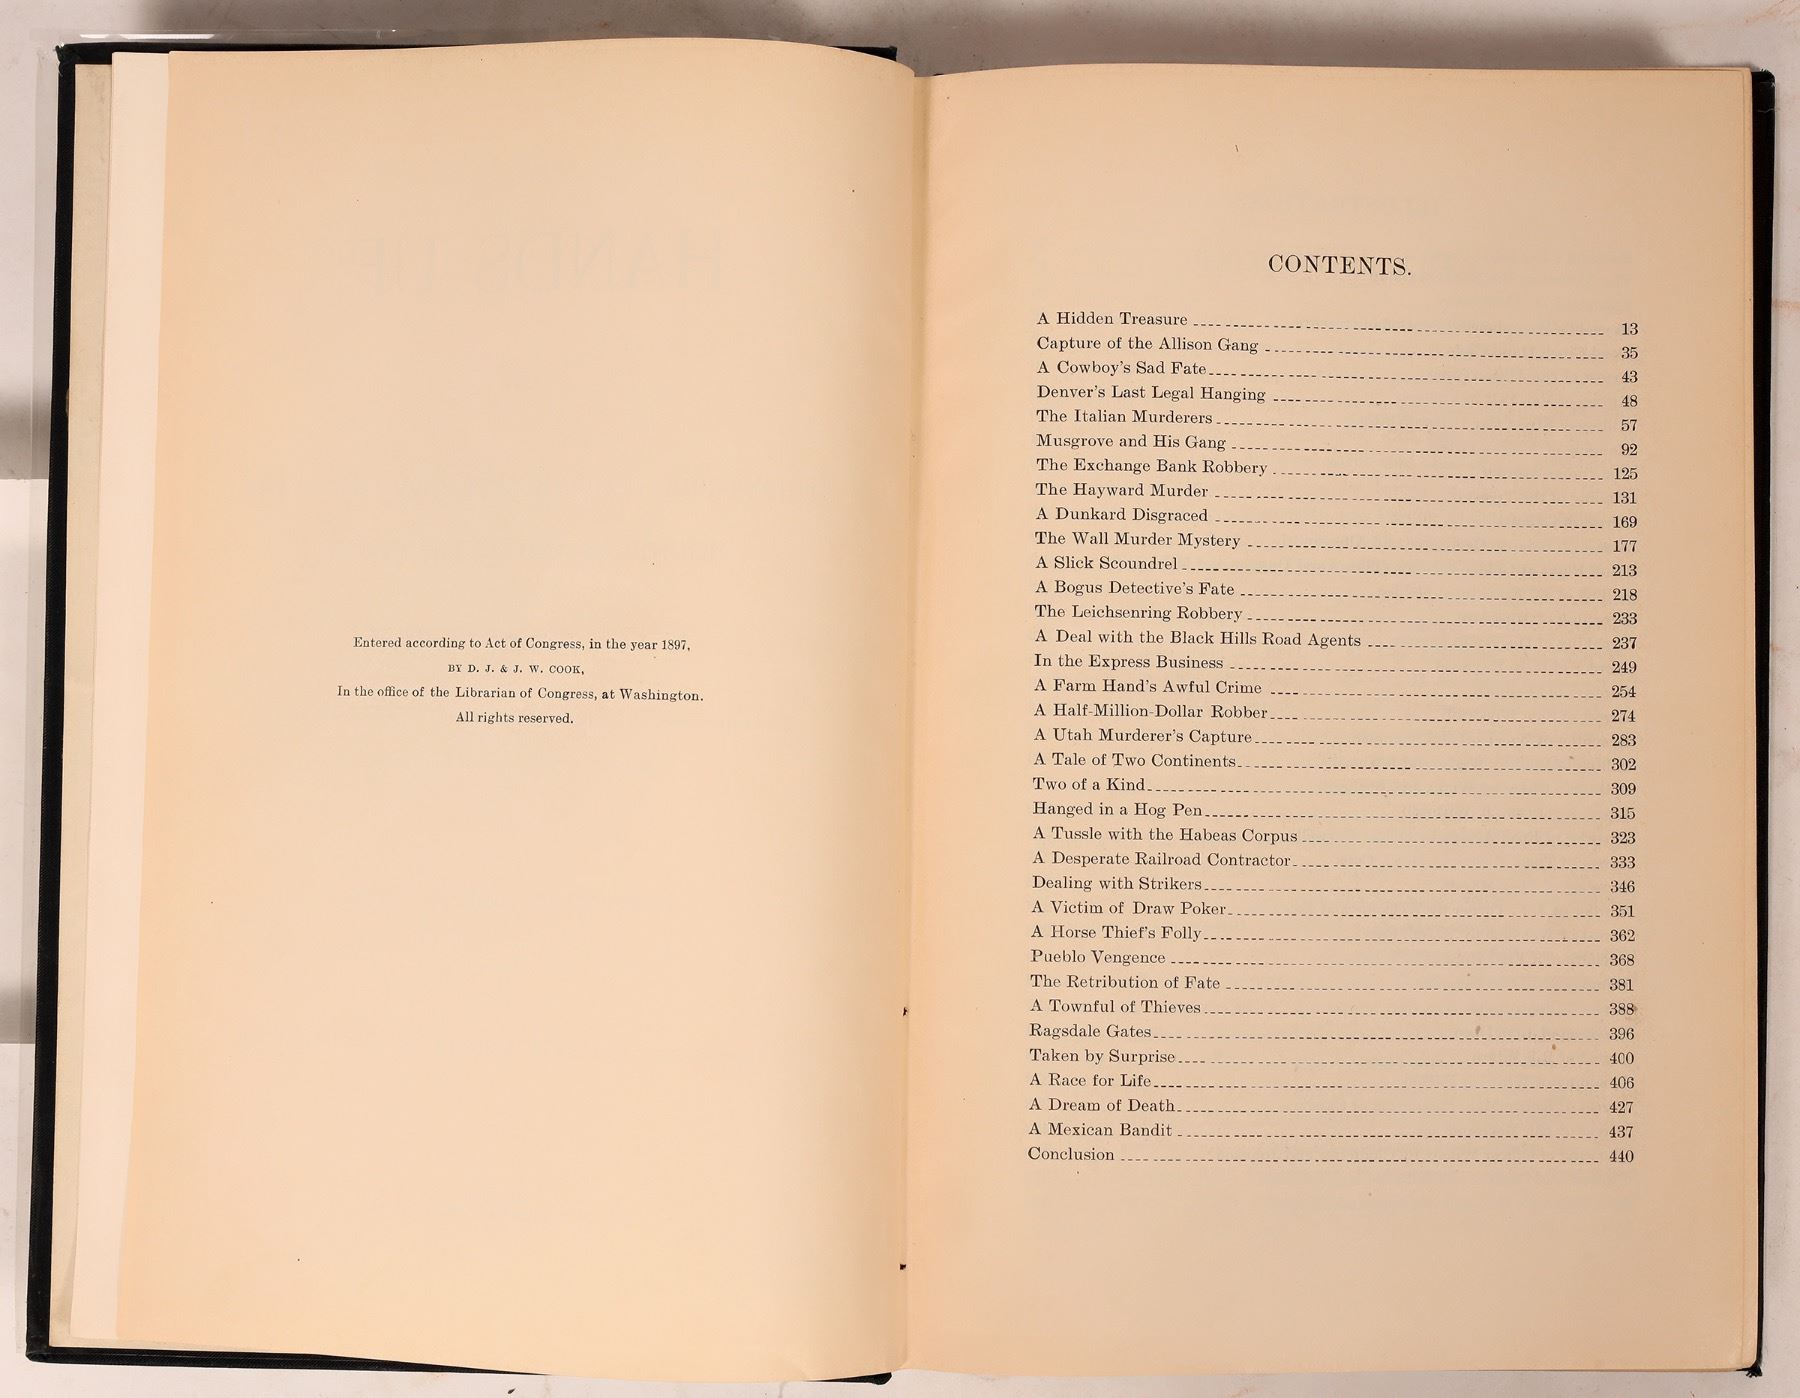 Entered according to Act of Congress, in the year 1897,
BY D. J. & J. W. COOK,
In the office of the Librarian of Congress, at Washington.
All rights reserved.
CONTENTS.
A Hidden Treasure 13
Capture of the Allison Gang 35
A Cowboy's Sad Fate 43
Denver's Last Legal Hanging 48
The Italian Murderers 57
Musgrove and His Gang 92
The Exchange Bank Robbery 125
The Hayward Murder 131
A Dunkard Disgraced 169
The Wall Murder Mystery 177
A Slick Scoundrel 213
A Bogus Detective's Fate 218
The Leichsenring Robbery 233
A Deal with the Black Hills Road Agents 237
In the Express Business 249
A Farm Hand's Awful Crime 254
A Half-Million-Dollar Robber 274
A Utah Murderer's Capture 283
A Tale of Two Continents 302
Two of a Kind 309
Hanged in a Hog Pen 315
A Tussle with the Habeas Corpus 323
A Desperate Railroad Contractor 333
Dealing with Strikers 346
A Victim of Draw Poker 351
A Horse Thief's Folly 362
Pueblo Vengence 368
The Retribution of Fate 381
A Townful of Thieves 388
Ragsdale Gates 396
Taken by Surprise 400
A Race for Life 406
A Dream of Death 427
A Mexican Bandit 437
Conclusion 440